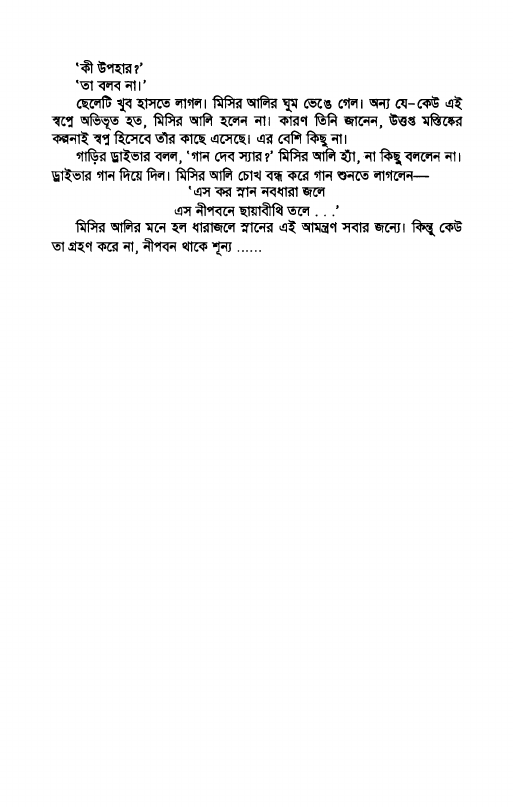 ‘কী উপহার?’
‘তা বলব না।’
ছেলেটি খুব হাসতে লাগল। মিসির আলির ঘুম ভেঙে গেল। অন্য যে-কেউ এই
স্বপ্নে অভিভূত হত, মিসির আলি হলেন না। কারণ তিনি জানেন, উত্তপ্ত মস্তিষ্কের
কল্পনাই স্বপ্ন হিসেবে তাঁর কাছে এসেছে। এর বেশি কিছু না।
গাড়ির ড্রাইভার বলল, ‘গান দেব স্যার?’ মিসির আলি হ্যাঁ, না কিছু বললেন না।
ড্রাইভার গান দিয়ে দিল। মিসির আলি চোখ বন্ধ করে গান শুনতে লাগলেন—
‘এস কর স্নান নবধারা জলে
এস নীপবনে ছায়াবীথি তলে . . .’
মিসির আলির মনে হল ধারাজলে স্নানের এই আমন্ত্রণ সবার জন্যে। কিন্তু কেউ
তা গ্রহণ করে না, নীপবন থাকে শূন্য ......